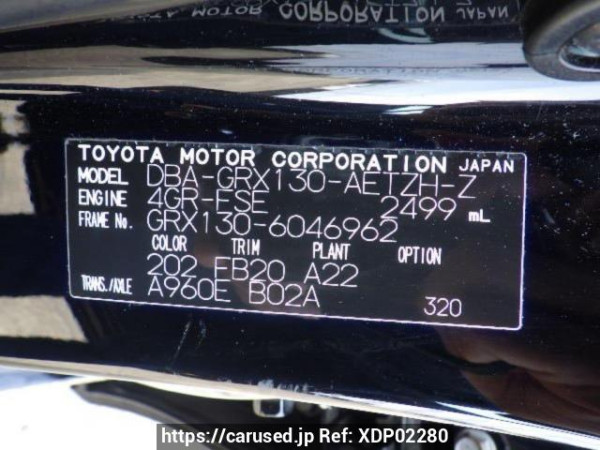 TOYOTA MOTOR CORPORATION JAPAN
MODEL DBA-GRX130-AETZH-Z
ENGINE 4GR-FSE 2499 mL
FRAME No. GRX130-6046962
COLOR TRIM PLANT OPTION
202 FB20 A22
TRANS./AXLE A960E B02A
320
https://carused.jp Ref: XDP02280